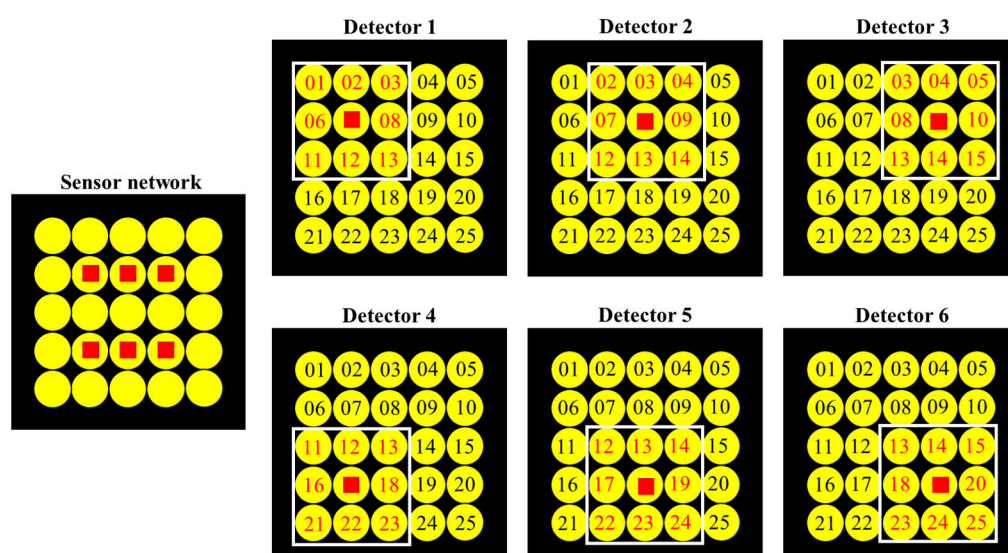 Detector 1
01 02 03 04 05
06 08 09 10
11 12 13 14 15
16 17 18 19 20
21 22 23 24 25
Detector 2
01 02 03 04 05
06 07 09 10
11 12 13 14 15
16 17 18 19 20
21 22 23 24 25
Detector 3
01 02 03 04 05
06 07 08 10
11 12 13 14 15
16 17 18 19 20
21 22 23 24 25
Sensor network
Detector 4
01 02 03 04 05
06 07 08 09 10
11 12 13 14 15
16 18 19 20
21 22 23 24 25
Detector 5
01 02 03 04 05
06 07 08 09 10
11 12 13 14 15
16 17 19 20
21 22 23 24 25
Detector 6
01 02 03 04 05
06 07 08 09 10
11 12 13 14 15
16 17 18 20
21 22 23 24 25